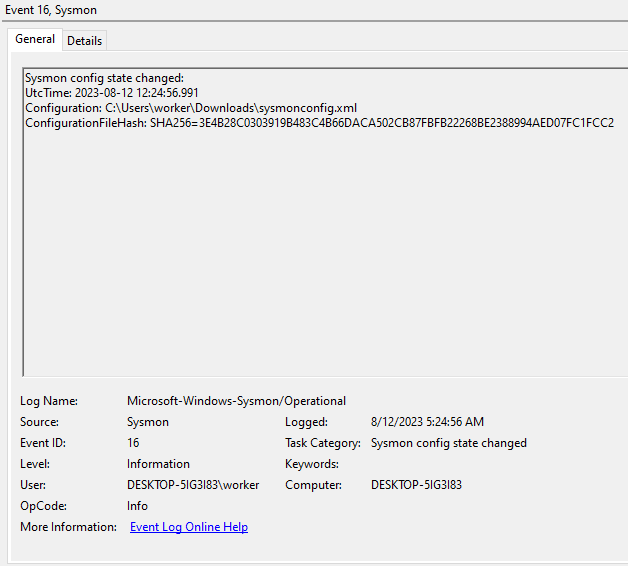 Event 16, Sysmon
General Details
Sysmon config state changed:
UtcTime: 2023-08-12 12:24:56.991
Configuration: C:\Users\worker\Downloads\sysmonconfig.xml
ConfigurationFileHash: SHA256=3E4B28C0303919B483C4B66DACA502CB87FBFB22268BE2388994AED07FC1FCC2
Log Name: Microsoft-Windows-Sysmon/Operational
Source: Sysmon Logged: 8/12/2023 5:24:56 AM
Event ID: 16 Task Category: Sysmon config state changed
Level: Information Keywords:
User: DESKTOP-5IG3I83\worker Computer: DESKTOP-5IG3I83
OpCode: Info
More Information: Event Log Online Help